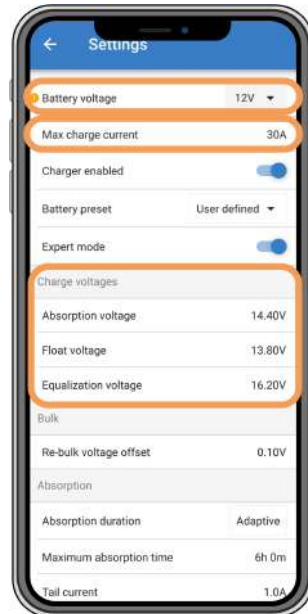 Settings
Battery voltage 12V
Max charge current 30A
Charger enabled
Battery preset User defined
Expert mode
Charge voltages
Absorption voltage 14.40V
Float voltage 13.80V
Equalization voltage 16.20V
Bulk
Re-bulk voltage offset 0.10V
Absorption
Absorption duration Adaptive
Maximum absorption time 6h 0m
Tail current 1.0A